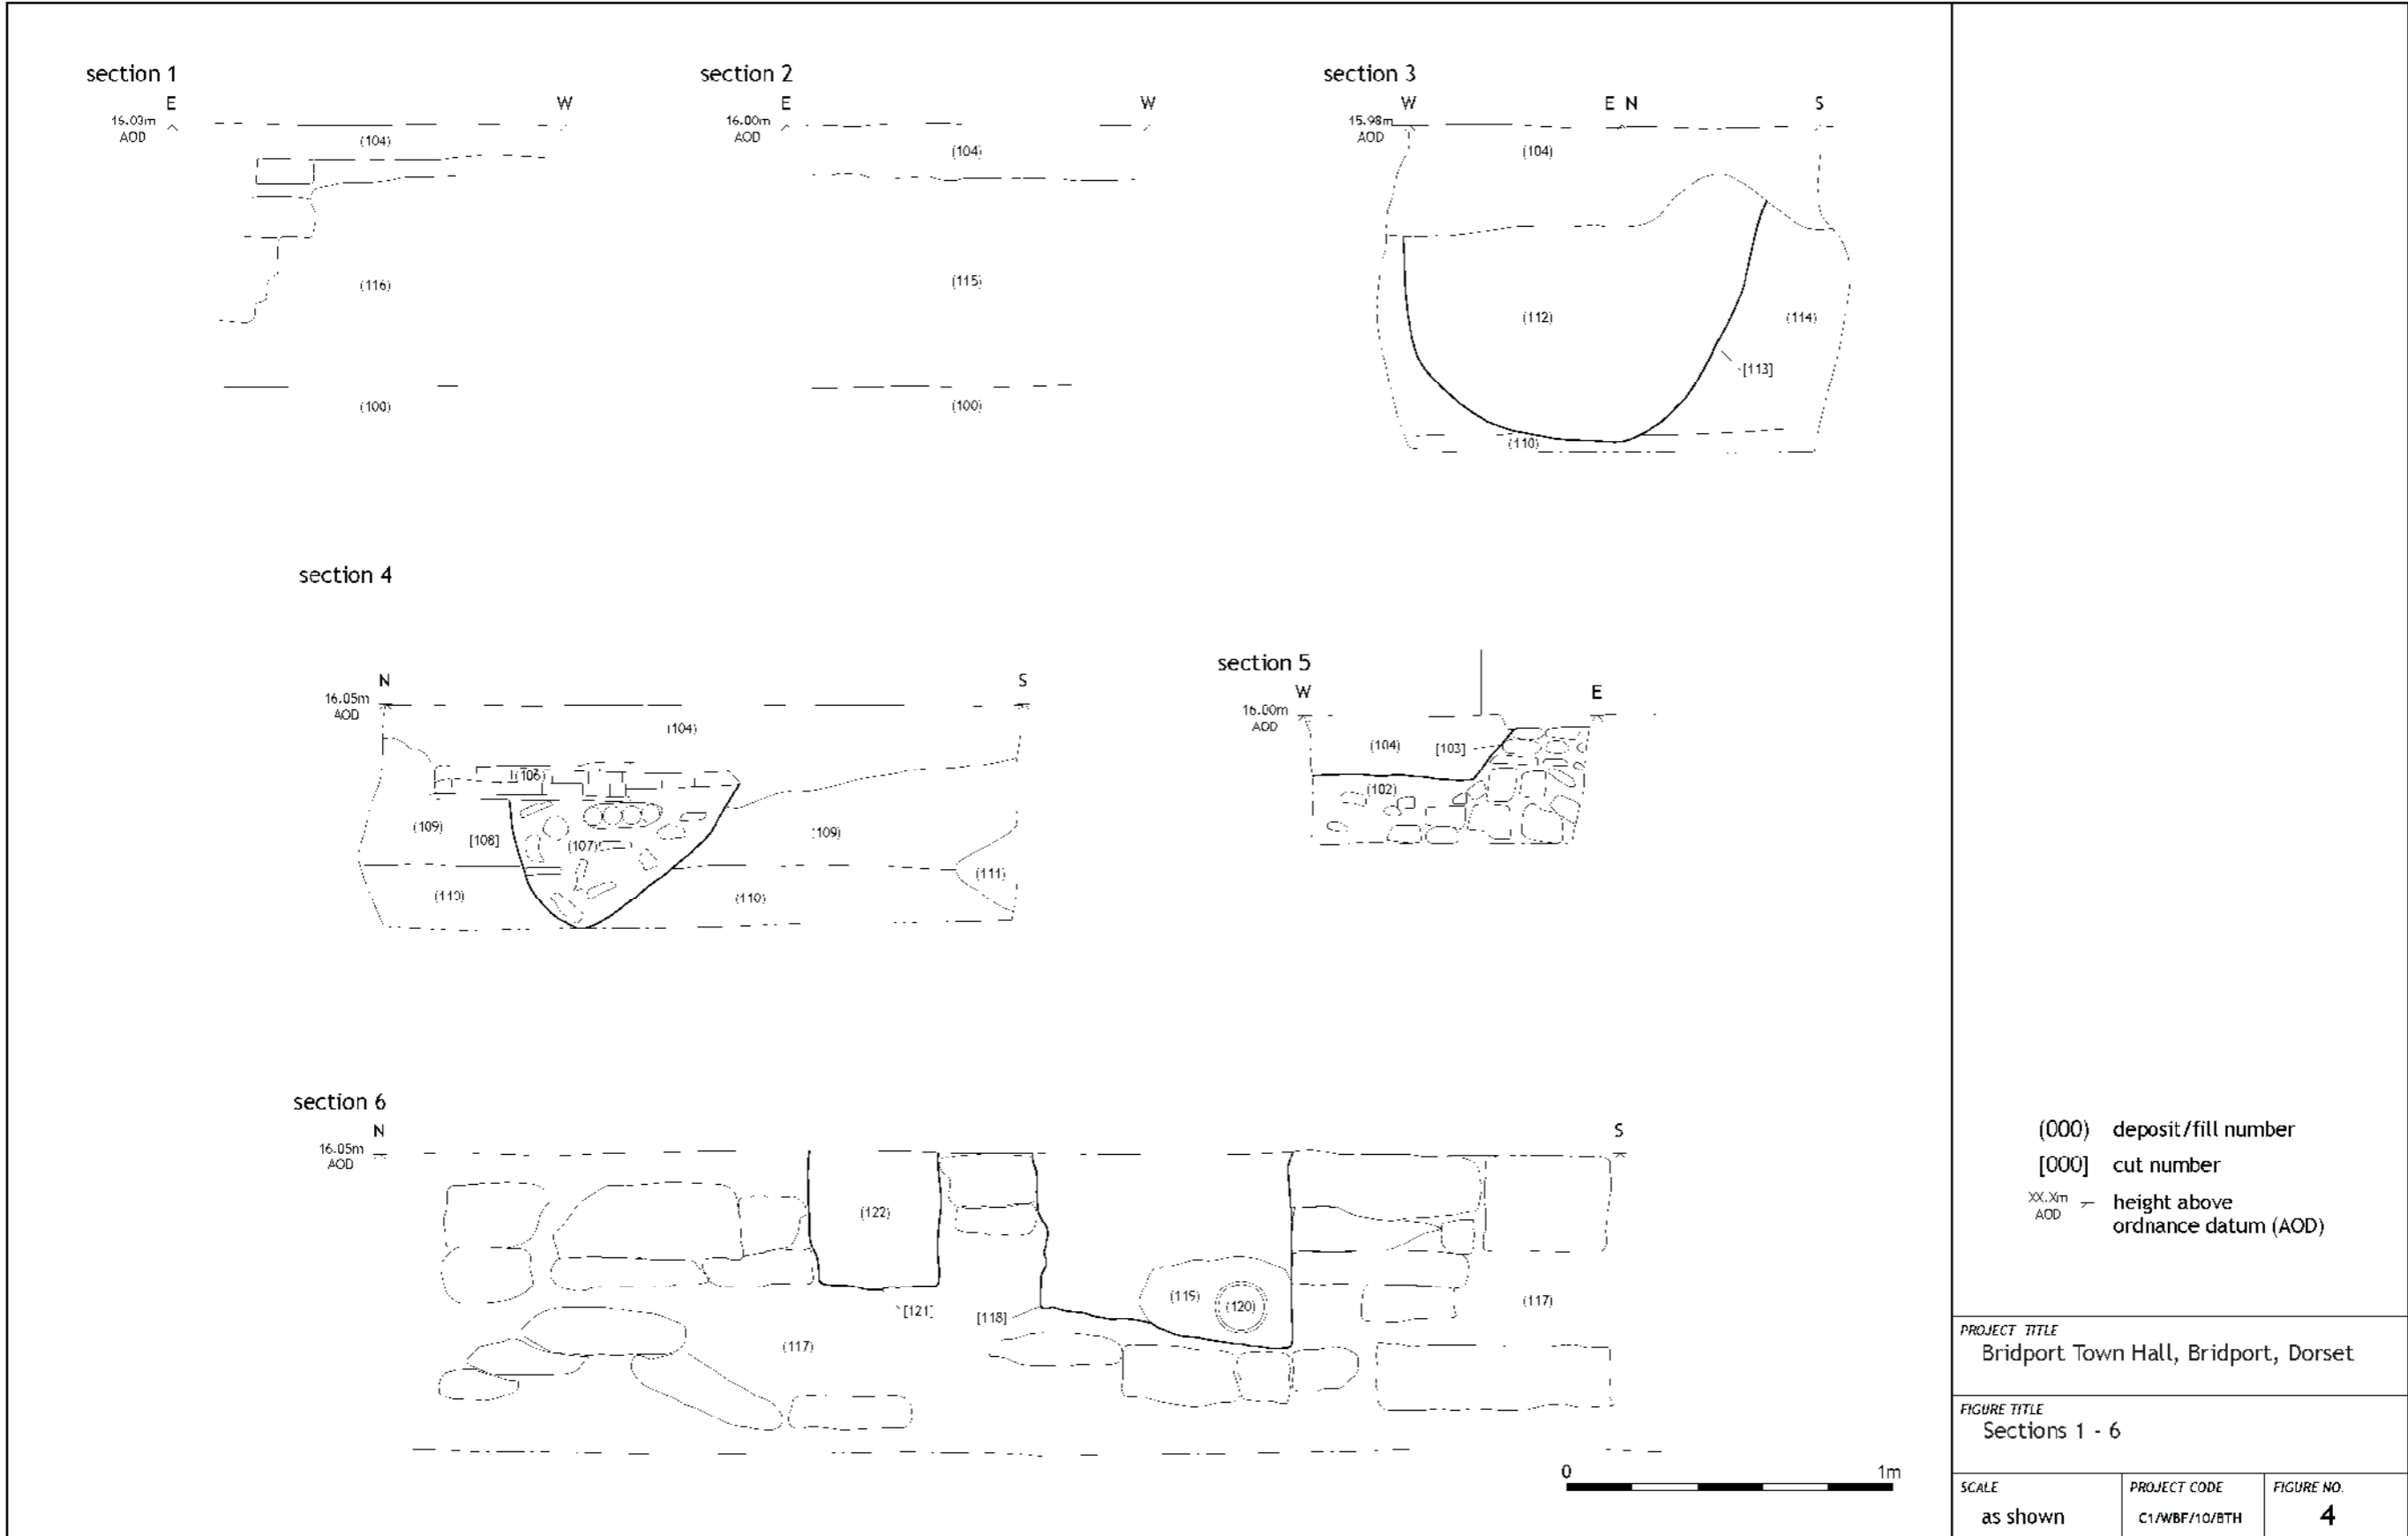 section 1
E W
16.03m
AOD
(104)
(116)
(100)
section 2
E W
16.00m
AOD
(104)
(115)
(100)
section 3
W E N S
15.98m
AOD
(104)
(112)
(114)
[113]
(110)
section 4
N S
16.05m
AOD
(104)
(106)
(109)
[108]
(107)
(109)
(110)
(110)
(111)
section 5
W E
16.00m
AOD
(104)
[103]
(102)
section 6
N S
16.05m
AOD
(122)
[121]
[118]
(119)
(120)
(117)
(117)
0 1m
(000) deposit/fill number
[000] cut number
XX.Xm
AOD
height above
ordnance datum (AOD)
PROJECT TITLE
Bridport Town Hall, Bridport, Dorset
FIGURE TITLE
Sections 1 - 6
SCALE
as shown
PROJECT CODE
C1/WBF/10/BTH
FIGURE NO.
4